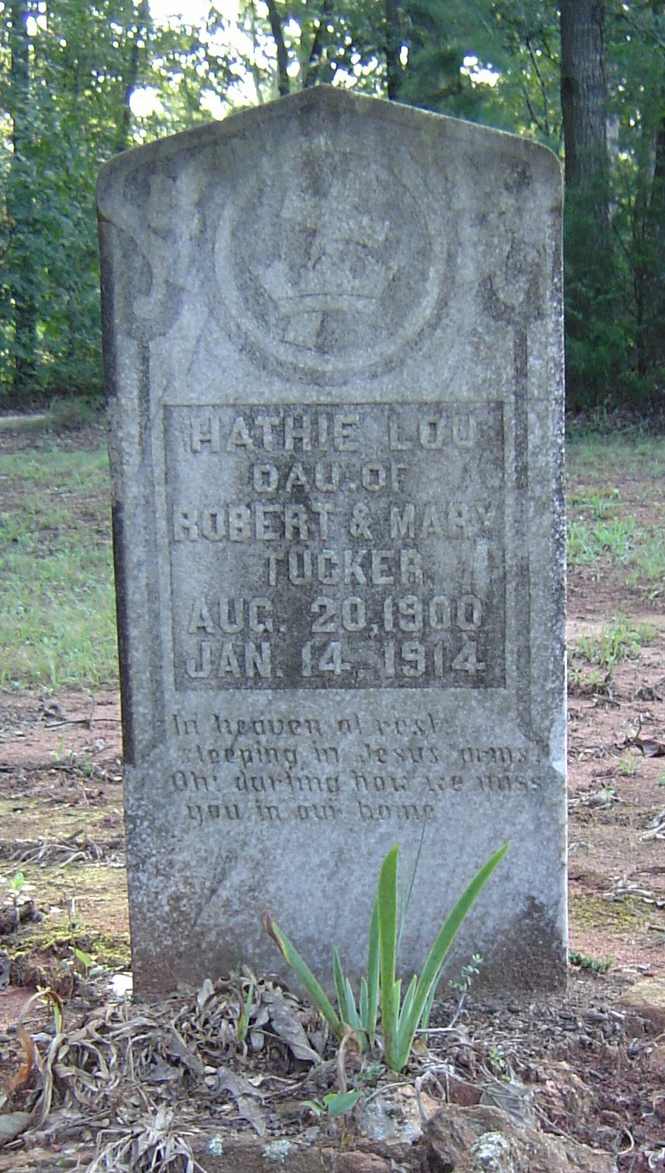 HATHIE LOU
DAU. OF
ROBERT & MARY
TUCKER
AUG. 20, 1900
JAN. 14, 1914
In heaven at rest
sleeping in Jesus arms.
Oh! darling how we miss
you in our home